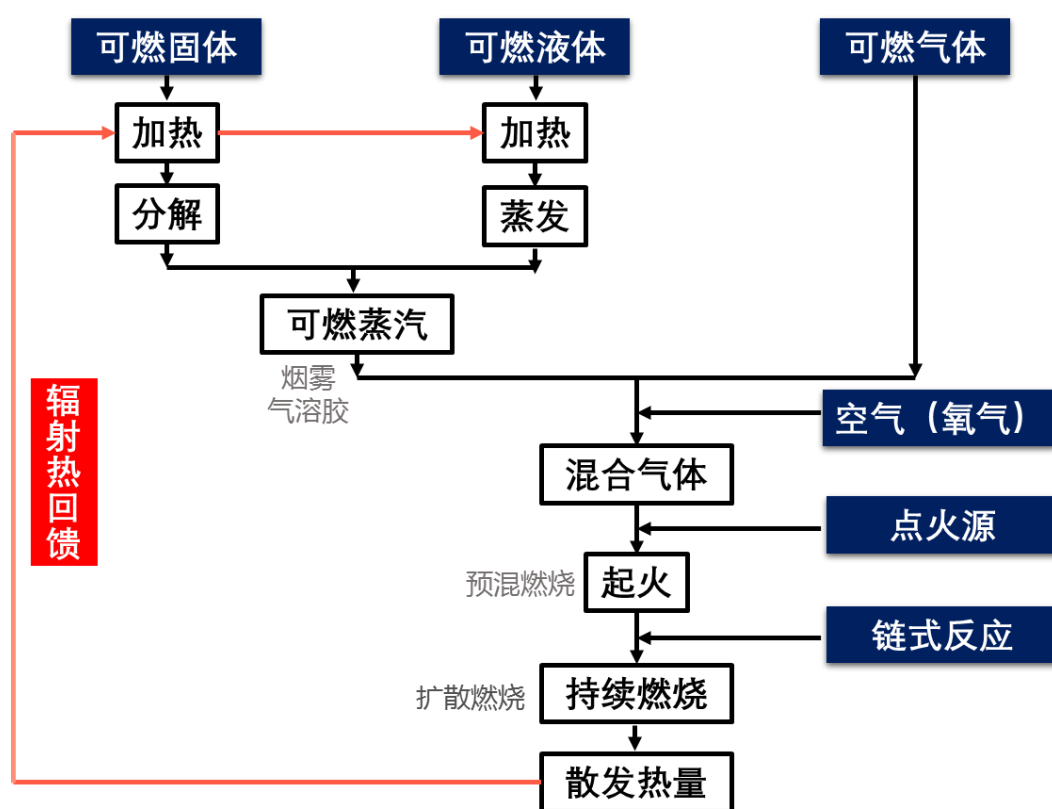 可燃固体
可燃液体
可燃气体
加热
加热
分解
蒸发
可燃蒸汽
烟雾
气溶胶
辐射热回馈
空气（氧气）
混合气体
点火源
预混燃烧
起火
链式反应
扩散燃烧
持续燃烧
散发热量